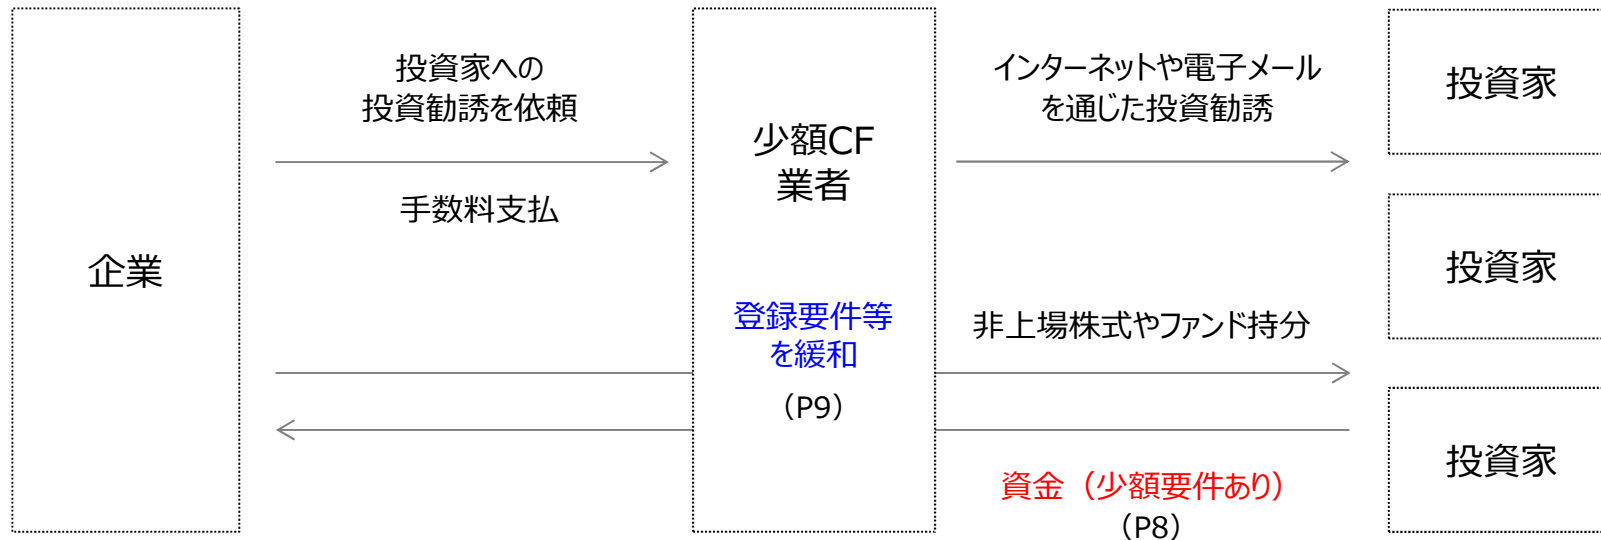 企業
投資家への
投資勧誘を依頼
手数料支払
少額CF
業者
登録要件等
を緩和
（P9）
インターネットや電子メール
を通じた投資勧誘
非上場株式やファンド持分
資金（少額要件あり）
（P8）
投資家
投資家
投資家